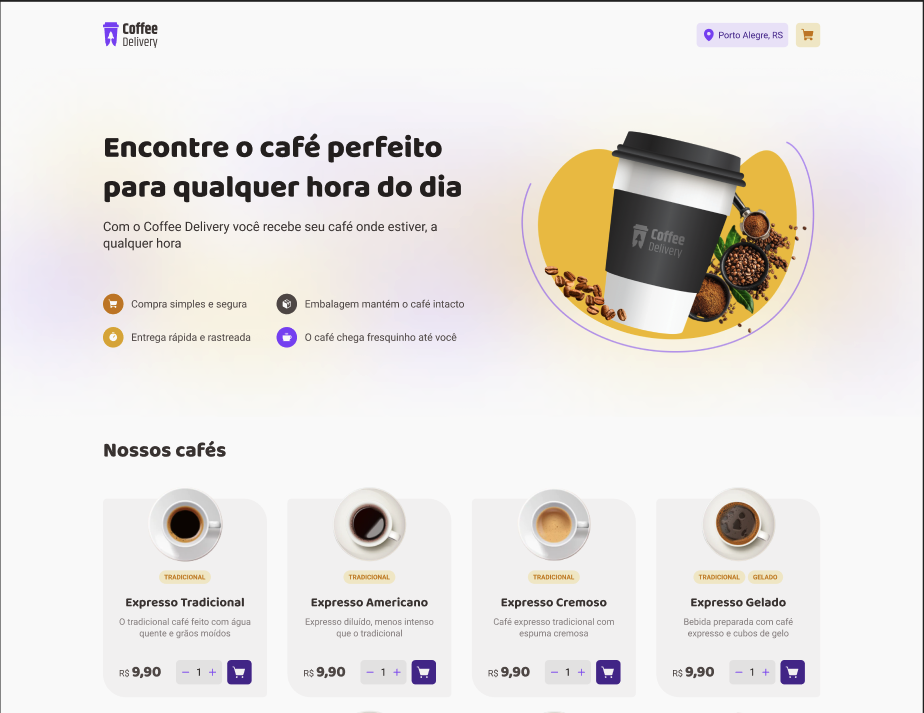 Coffee
Delivery
Porto Alegre, RS
Encontre o café perfeito
para qualquer hora do dia
Com o Coffee Delivery você recebe seu café onde estiver, a
qualquer hora
Coffee
Delivery
Compra simples e segura
Embalagem mantém o café intacto
Entrega rápida e rastreada
O café chega fresquinho até você
Nossos cafés
TRADICIONAL
Expresso Tradicional
O tradicional café feito com água
quente e grãos moídos
R$ 9,90
1
TRADICIONAL
Expresso Americano
Expresso diluído, menos intenso
que o tradicional
R$ 9,90
1
TRADICIONAL
Expresso Cremoso
Café expresso tradicional com
espuma cremosa
R$ 9,90
1
TRADICIONAL GELADO
Expresso Gelado
Bebida preparada com café
expresso e cubos de gelo
R$ 9,90
1